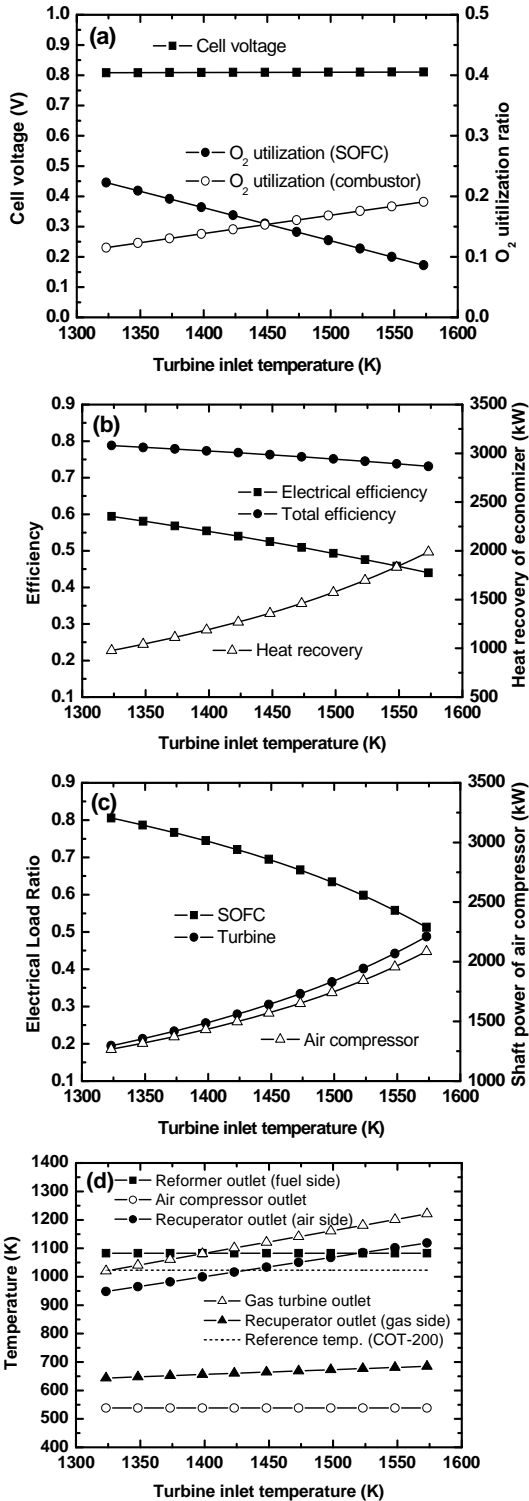 (a)
Cell voltage
O2 utilization (SOFC)
O2 utilization (combustor)
Cell voltage (V)
O2 uitilization ratio
1.0
0.9
0.8
0.7
0.6
0.5
0.4
0.3
0.2
0.1
0.0
0.5
0.4
0.3
0.2
0.1
0.0
1300 1350 1400 1450 1500 1550 1600
Turbine inlet temperature (K)
(b)
Electrical efficiency
Total efficiency
Heat recovery
Efficiency
Heat recovery of economizer (kW)
0.9
0.8
0.7
0.6
0.5
0.4
0.3
0.2
0.1
3500
3000
2500
2000
1500
1000
500
1300 1350 1400 1450 1500 1550 1600
Turbine inlet temperature (K)
(c)
SOFC
Turbine
Air compressor
Electrical Load Ratio
Shaft power of air compressor (kW)
0.9
0.8
0.7
0.6
0.5
0.4
0.3
0.2
0.1
3500
3000
2500
2000
1500
1000
1300 1350 1400 1450 1500 1550 1600
Turbine inlet temperature (K)
(d)
Reformer outlet (fuel side)
Air compressor outlet
Recuperator outlet (air side)
Gas turbine outlet
Recuperator outlet (gas side)
Reference temp. (COT-200)
Temperature (K)
1400
1300
1200
1100
1000
900
800
700
600
500
400
1300 1350 1400 1450 1500 1550 1600
Turbine inlet temperature (K)